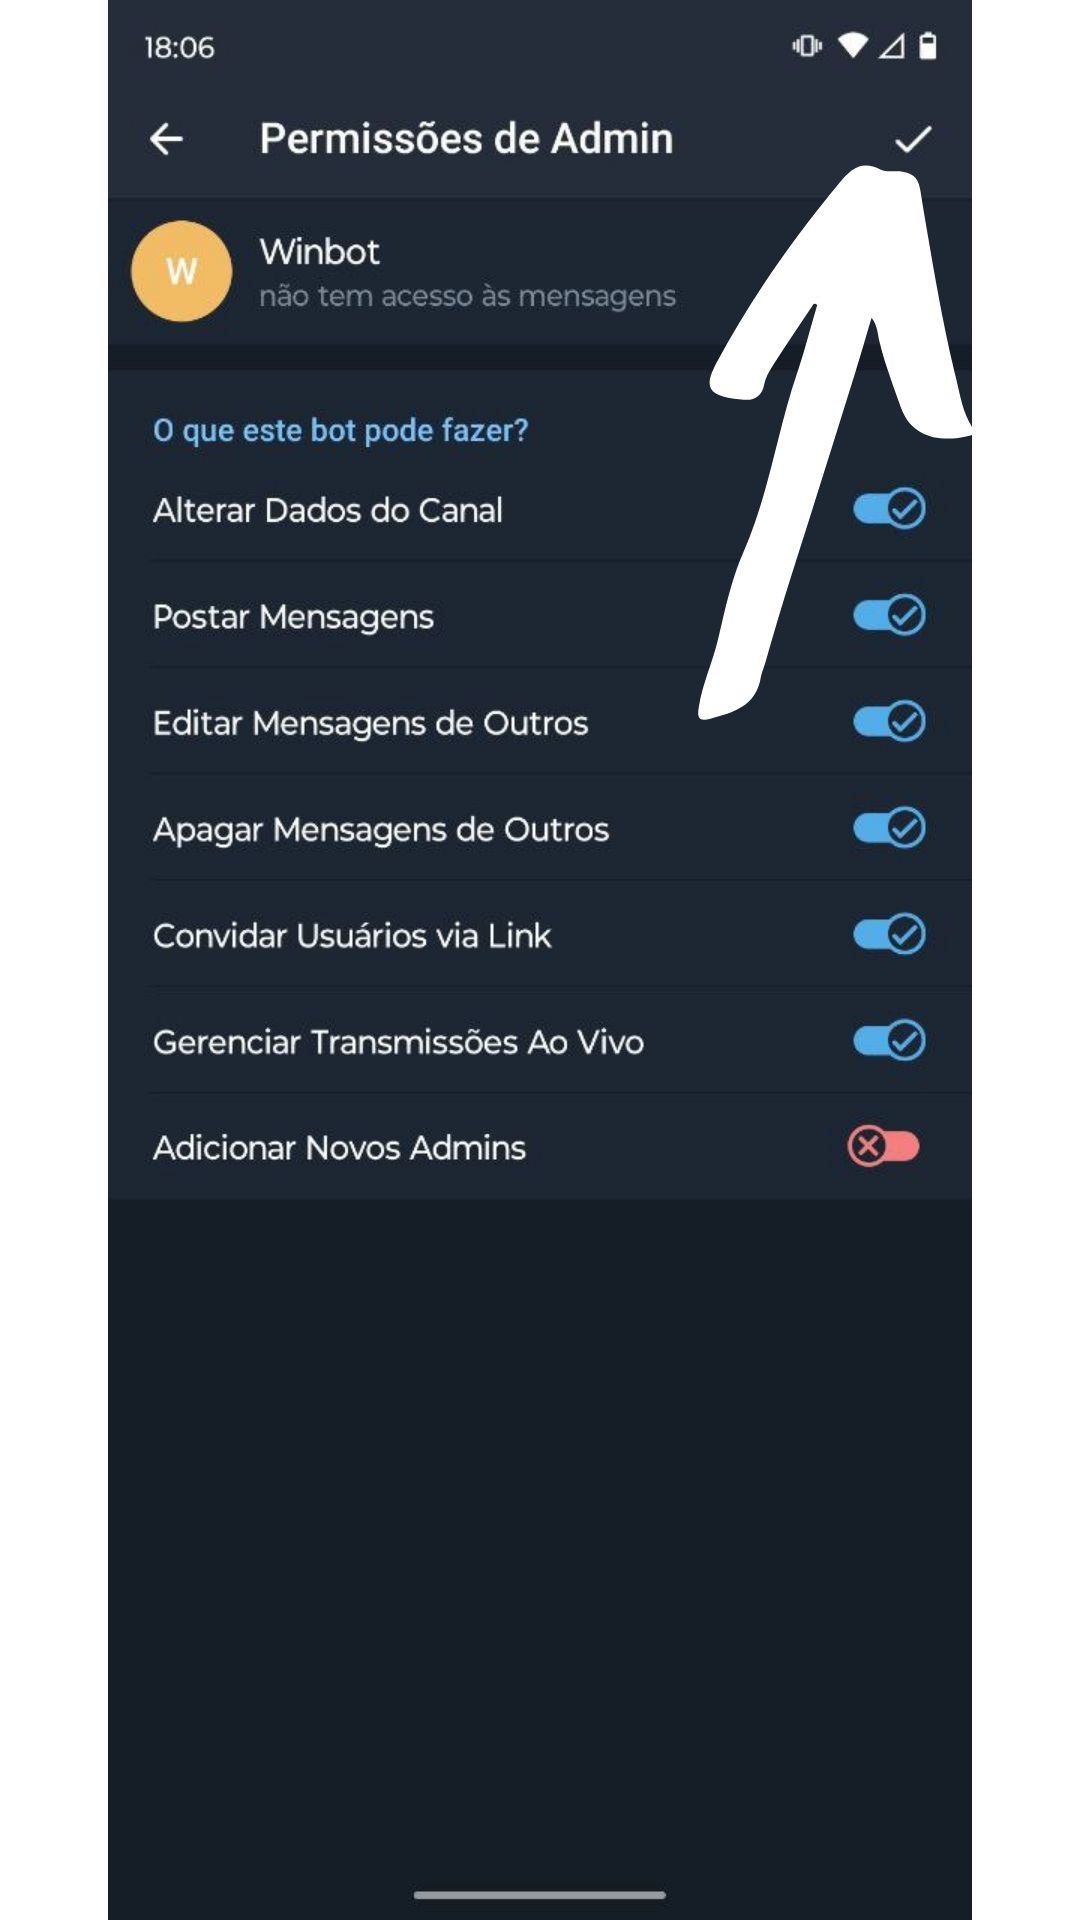 18:06
Permissões de Admin
W
Winbot
não tem acesso às mensagens
O que este bot pode fazer?
Alterar Dados do Canal
Postar Mensagens
Editar Mensagens de Outros
Apagar Mensagens de Outros
Convidar Usuários via Link
Gerenciar Transmissões Ao Vivo
Adicionar Novos Admins